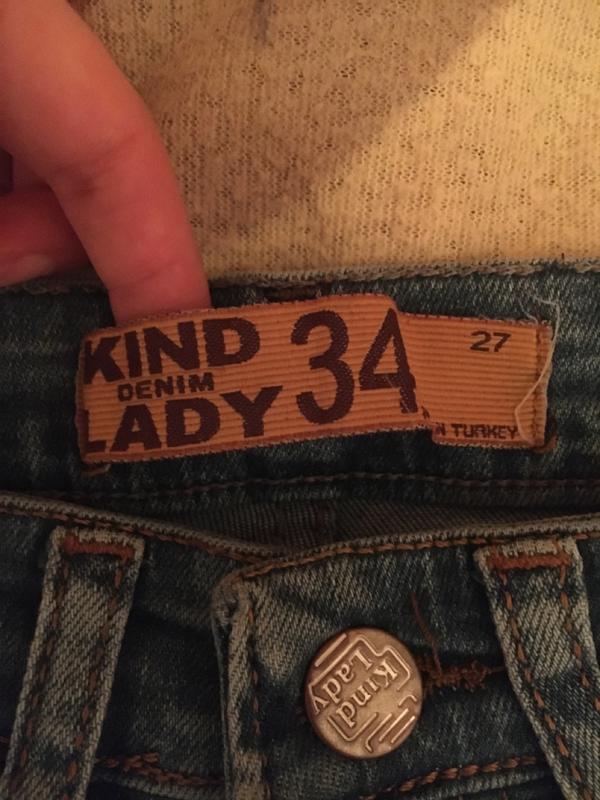 KIND
DENIM
LADY
34
27
N TURKEY
Kind
Lady